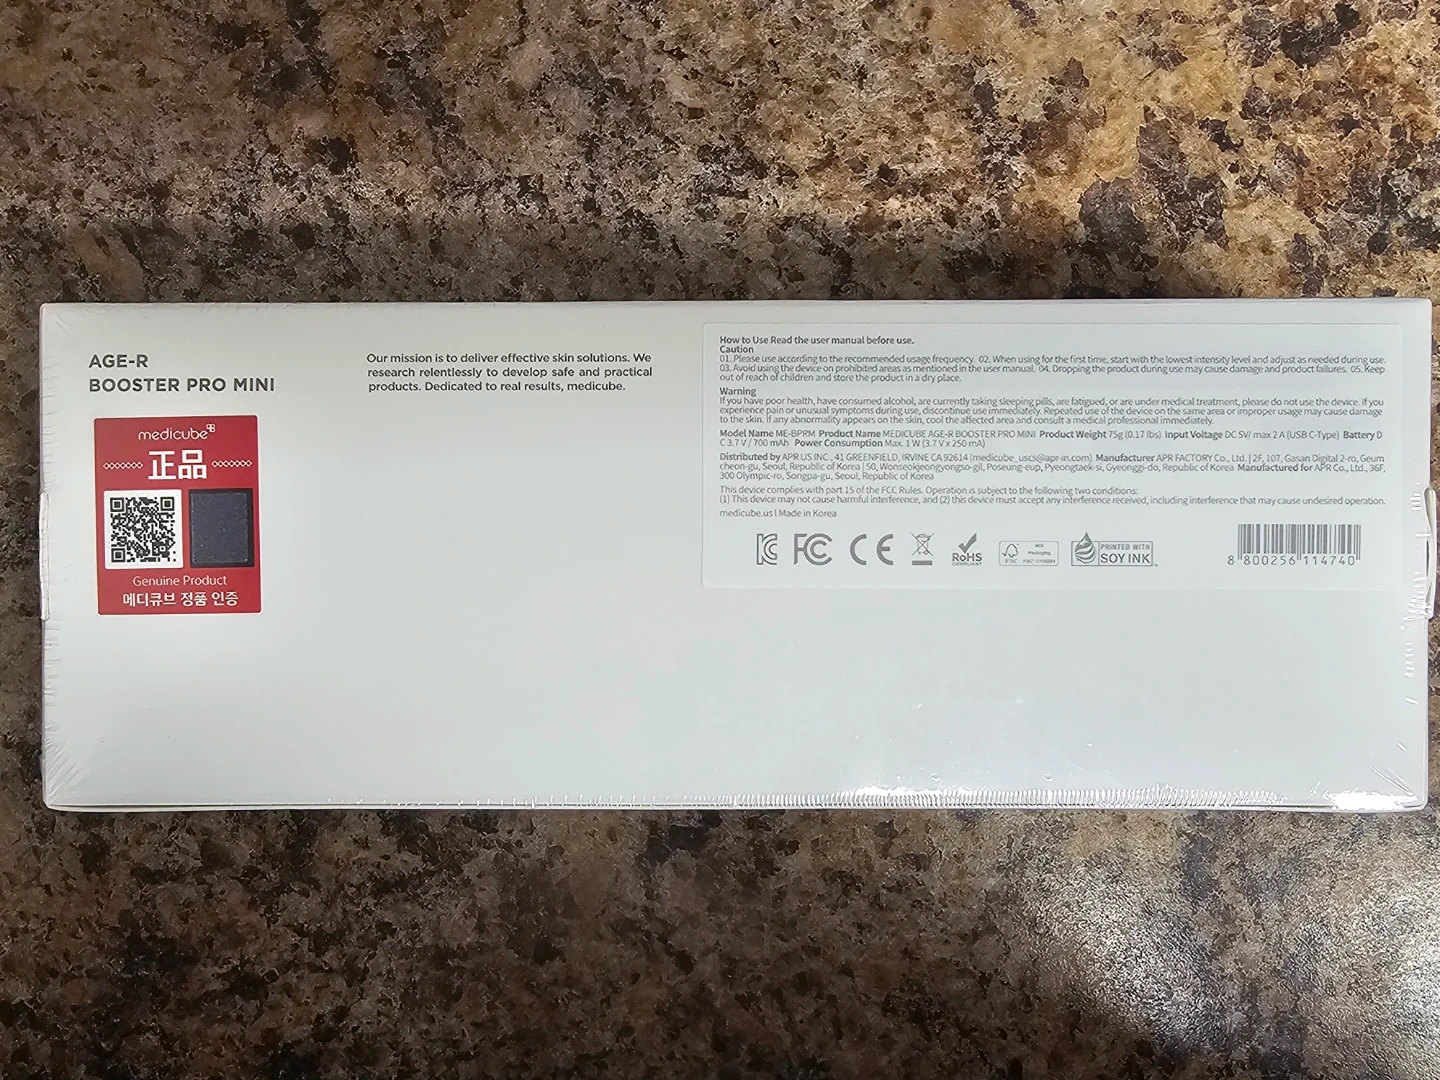 AGE-R
BOOSTER PRO MINI
medicube
正品
Genuine Product
메디큐브 정품 인증
Our mission is to deliver effective skin solutions. We
research relentlessly to develop safe and practical
products. Dedicated to real results, medicube.
How to Use Read the user manual before use.
Caution
01. Please use according to the recommended usage frequency. 02. When using for the first time, start with the lowest intensity level and adjust as needed during use.
03. Avoid using the device on prohibited areas as mentioned in the user manual. 04. Dropping the product during use may cause damage and product failures. 05. Keep
out of reach of children and store the product in a dry place.
Warning
If you have poor health, have consumed alcohol, are currently taking sleeping pills, are fatigued, or are under medical treatment, please do not use the device. If you
experience pain or unusual symptoms during use, discontinue use immediately. Repeated use of the device on the same area or improper usage may cause damage
to the skin. If any abnormality appears on the skin, cool the affected area and consult a medical professional immediately.
Model Name ME-BPRM Product Name MEDICUBE AGE-R BOOSTER PRO MINI Product Weight 75g (0.17 lbs) Input Voltage DC 5V/ max 2 A (USB C-Type) Battery D
C 3.7 V / 700 mAh Power Consumption Max. 1 W (3.7 V x 250 mA)
Distributed by APR US INC., 41 GREENFIELD, IRVINE CA 92614 (medicube_uscs@apr-in.com) Manufacturer APR FACTORY Co., Ltd. | 2F, 107, Gasan Digital 2-ro, Geum
cheon-gu, Seoul, Republic of Korea | 50, Wonseokjeongyongso-gil, Poseung-eup, Pyeongtaek-si, Gyeonggi-do, Republic of Korea Manufactured for APR Co., Ltd., 36F,
300 Olympic-ro, Songpa-gu, Seoul, Republic of Korea
This device complies with part 15 of the FCC Rules. Operation is subject to the following two conditions:
(1) This device may not cause harmful interference, and (2) this device must accept any interference received, including interference that may cause undesired operation.
medicube.us | Made in Korea
FC CE RoHS
COMPLIANT
FSC
MIX
Packaging
PRINTED WITH
SOY INK
8 800256 114740